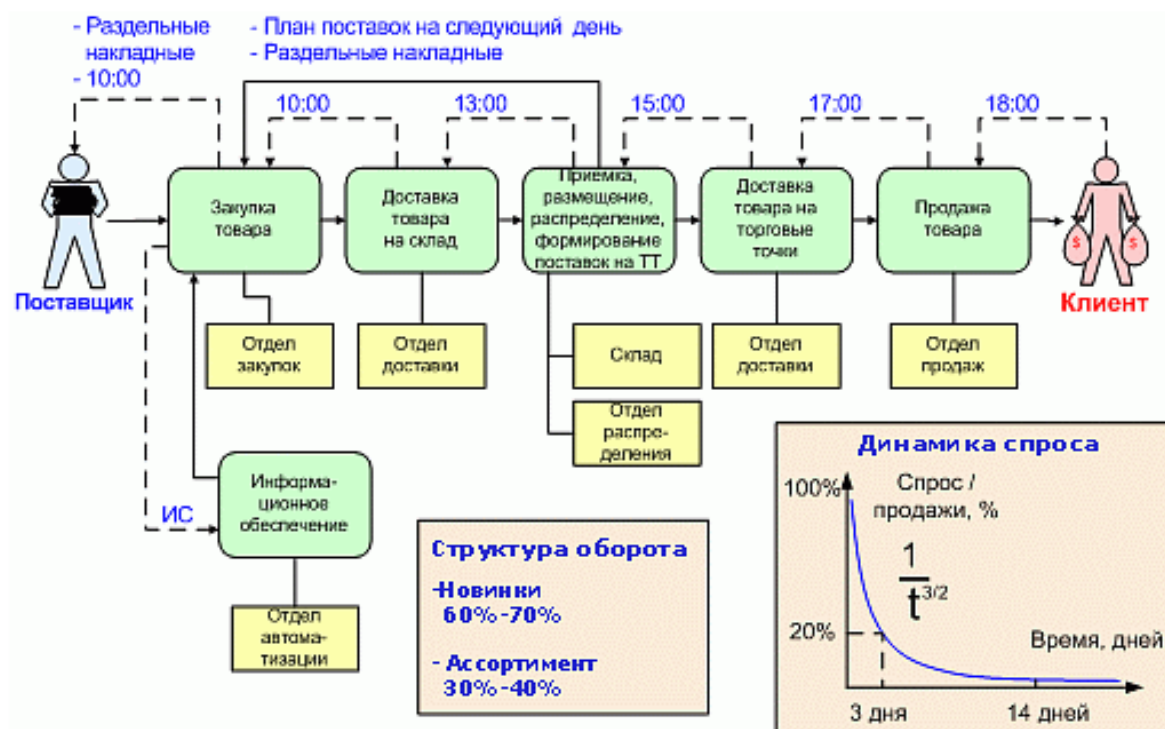 - Раздельные
накладные
- 10:00
- План поставок на следующий день
- Раздельные накладные
10:00
13:00
15:00
17:00
18:00
Поставщик
Закупка
товара
Доставка
товара
на склад
Приемка,
размещение,
распределение,
формирование
поставок на ТТ
Доставка
товара на
торговые
точки
Продажа
товара
Клиент
Отдел
закупок
Отдел
доставки
Склад
Отдел
распре-
деления
Отдел
доставки
Отдел
продаж
ИС
Информа-
ционное
обеспечение
Отдел
автома-
тизации
Структура оборота
-Новинки
60%-70%
- Ассортимент
30%-40%
Динамика спроса
100%
Спрос /
продажи, %
1
t3/2
20%
Время, дней
3 дня
14 дней
$
$